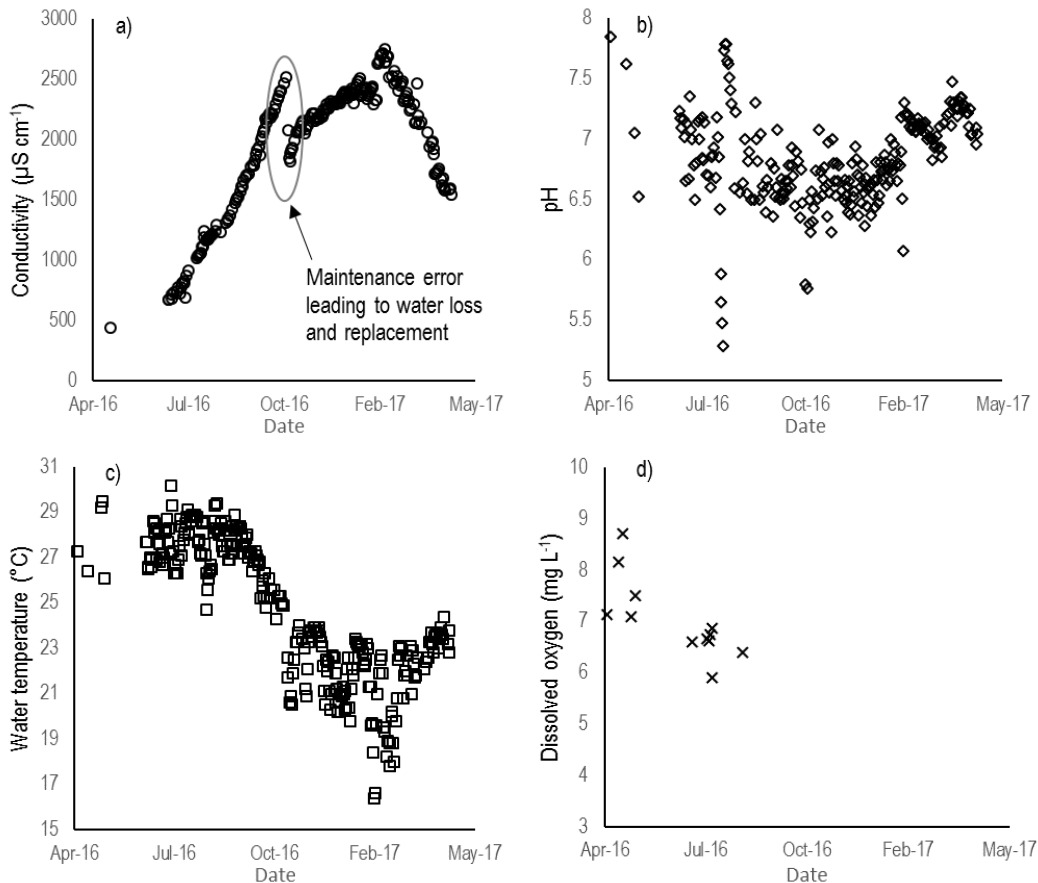 a)
3000
2500
2000
1500
1000
500
0
Conductivity (µS cm-1)
Maintenance error
leading to water loss
and replacement
Apr-16 Jul-16 Oct-16 Feb-17 May-17
Date
b)
8
7.5
7
6.5
6
5.5
5
pH
Apr-16 Jul-16 Oct-16 Feb-17 May-17
Date
c)
31
29
27
25
23
21
19
17
15
Water temperature (°C)
Apr-16 Jul-16 Oct-16 Feb-17 May-17
Date
d)
10
9
8
7
6
5
4
3
Dissolved oxygen (mg L-1)
Apr-16 Jul-16 Oct-16 Feb-17 May-17
Date